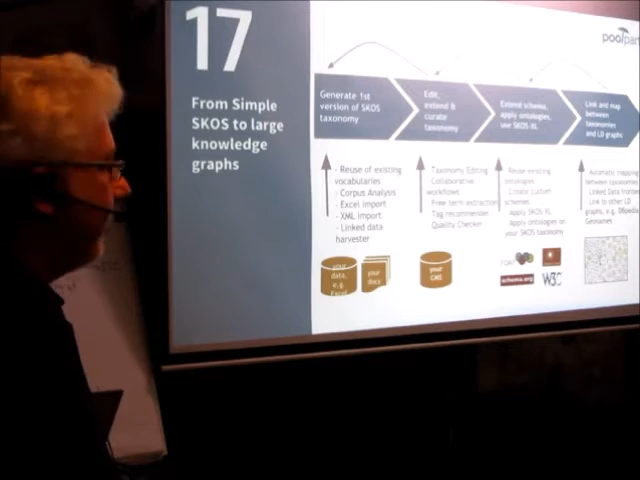 17
From Simple
SKOS to large
knowledge
graphs
poolpar
Generate 1st
version of SKOS
taxonomy
Edit,
extend &
curate
taxonomy
Extend schema,
apply ontologies,
use SKOS-XL
Link and map
between
taxonomies
and LD graphs
- Reuse of existing
vocabularies
- Corpus Analysis
- Excel import
- XML import
- Linked data
harvester
Taxonomy Editing
Collaborative
workflows
Free term extraction
Tag recommender
Quality Checker
Reuse existing
ontologies
Create custom
schemes
Apply SKOS XL
Apply ontologies on
your SKOS taxonomy
Automatic mapping
between taxonomies
Linked Data Frontend
Link to other LD
graphs, e.g. DBpedia
Geonames
your
data,
e.g.
Excel
your
docs
your
CMS
FOAF
schema.org
W3C